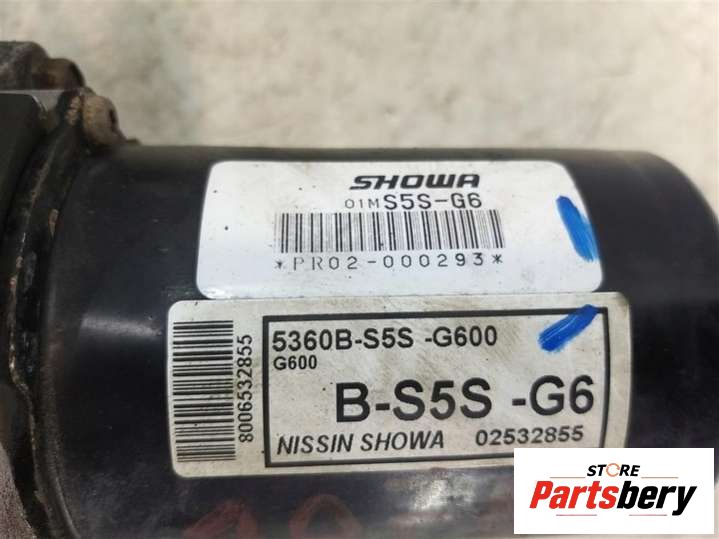 SHOWA
01M S5S-G6
*PR02-000293*
8006532855
5360B-S5S -G600
G600
B-S5S -G6
NISSIN SHOWA 02532855
STORE
Partsbery